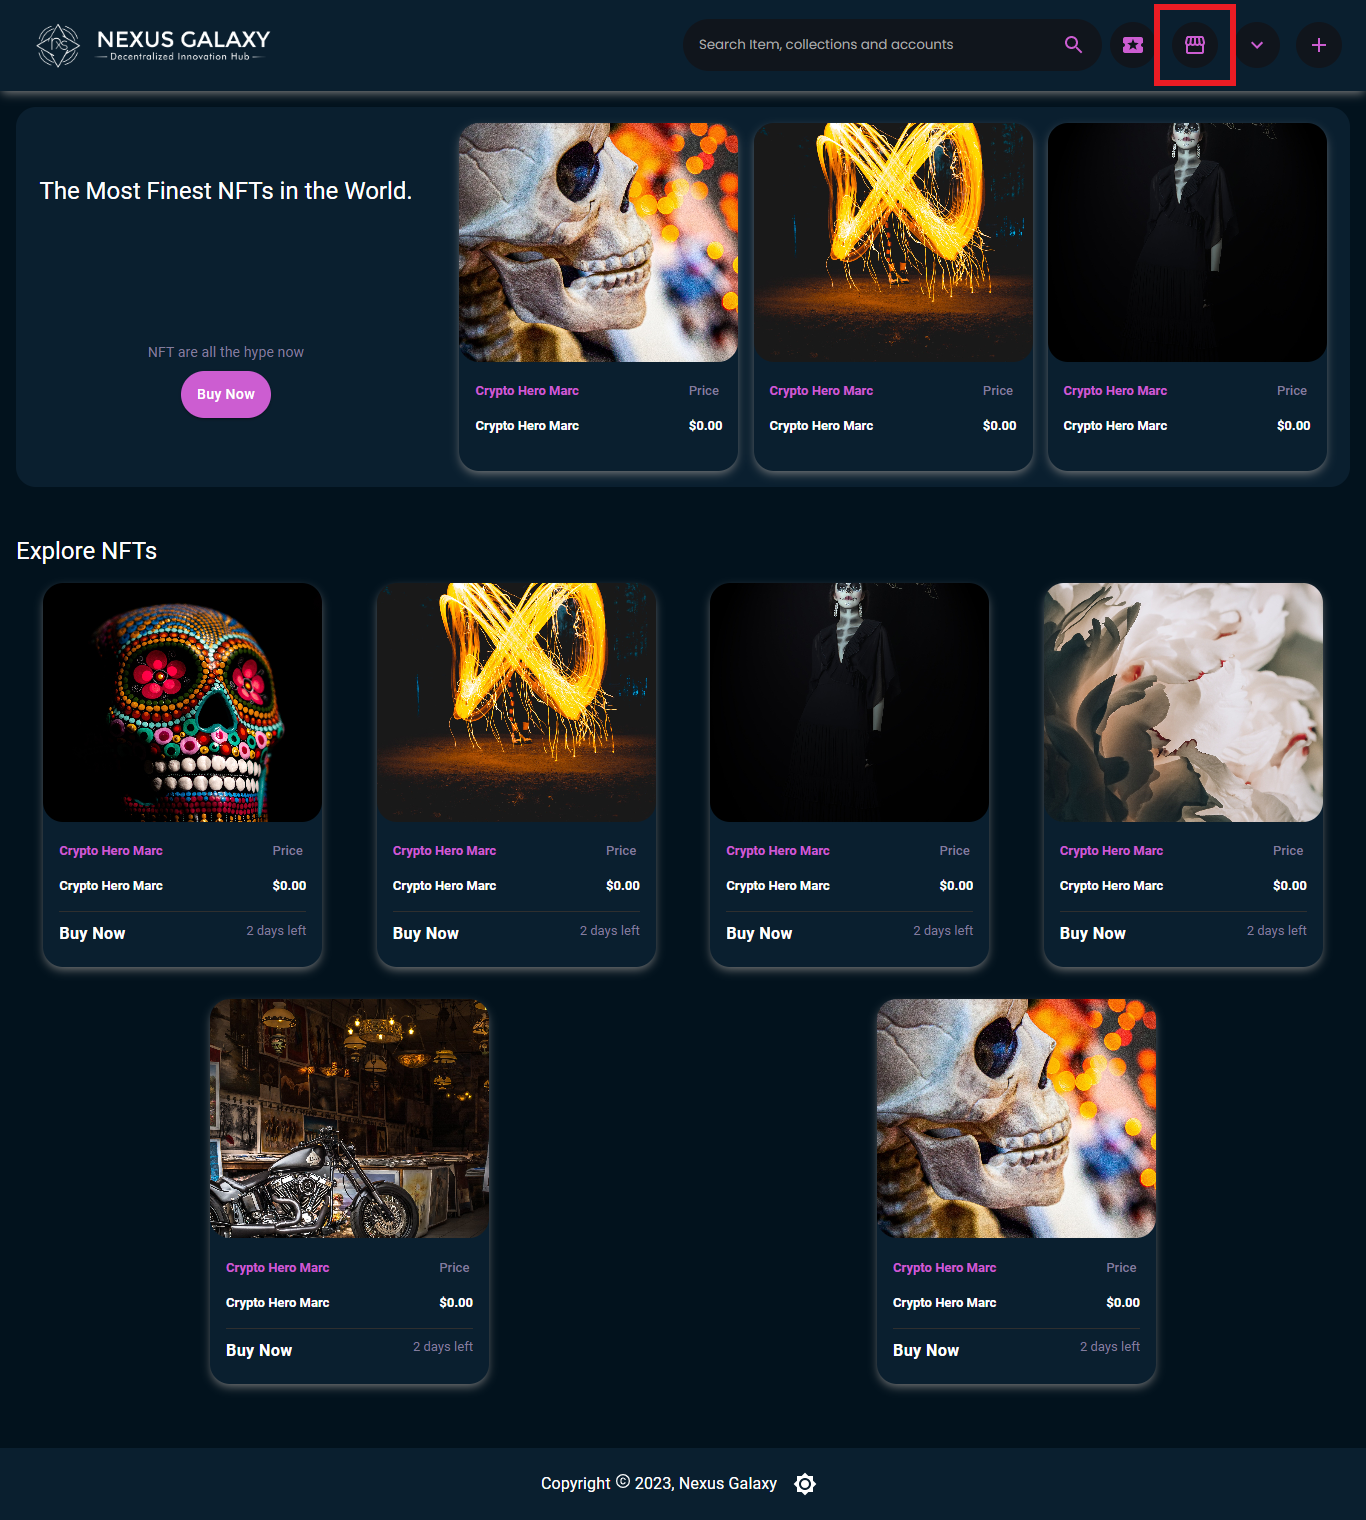 NEXUS GALAXY
Decentralized Innovation Hub
Search Item, collections and accounts
The Most Finest NFTs in the World.
NFT are all the hype now
Buy Now
Crypto Hero Marc Price
Crypto Hero Marc $0.00
Crypto Hero Marc Price
Crypto Hero Marc $0.00
Crypto Hero Marc Price
Crypto Hero Marc $0.00
Explore NFTs
Crypto Hero Marc Price
Crypto Hero Marc $0.00
Buy Now 2 days left
Crypto Hero Marc Price
Crypto Hero Marc $0.00
Buy Now 2 days left
Crypto Hero Marc Price
Crypto Hero Marc $0.00
Buy Now 2 days left
Crypto Hero Marc Price
Crypto Hero Marc $0.00
Buy Now 2 days left
Crypto Hero Marc Price
Crypto Hero Marc $0.00
Buy Now 2 days left
Crypto Hero Marc Price
Crypto Hero Marc $0.00
Buy Now 2 days left
Copyright © 2023, Nexus Galaxy